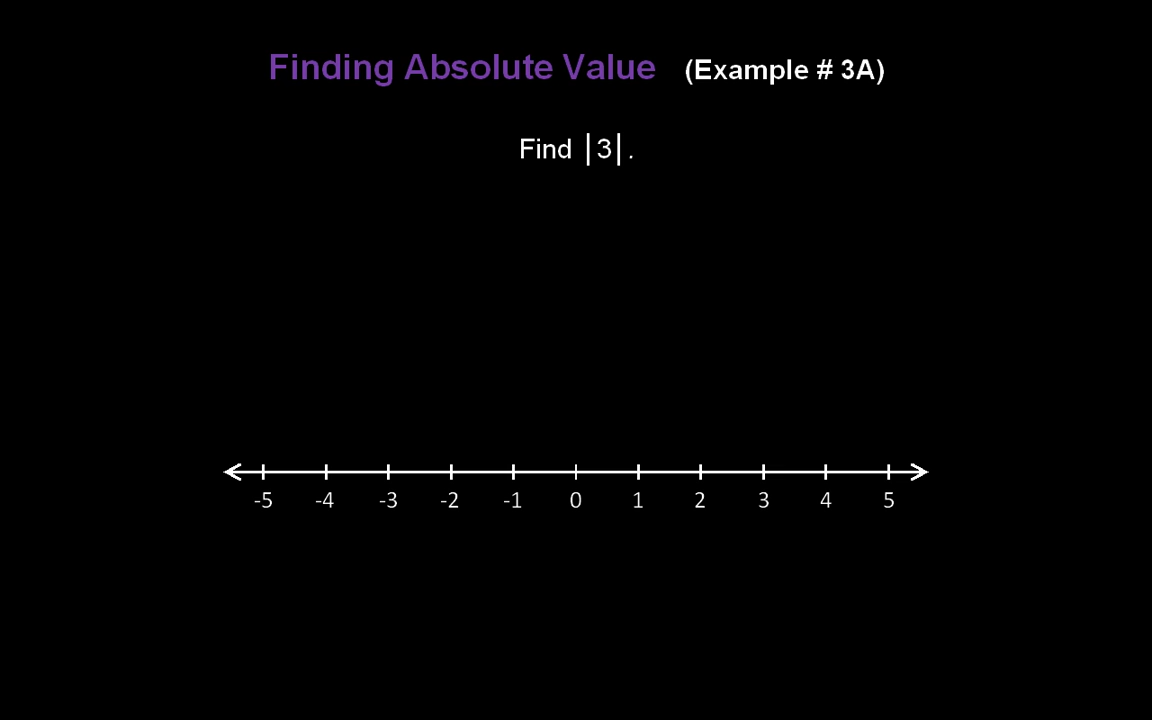 Finding Absolute Value (Example # 3A)
Find |3|.
-5 -4 -3 -2 -1 0 1 2 3 4 5